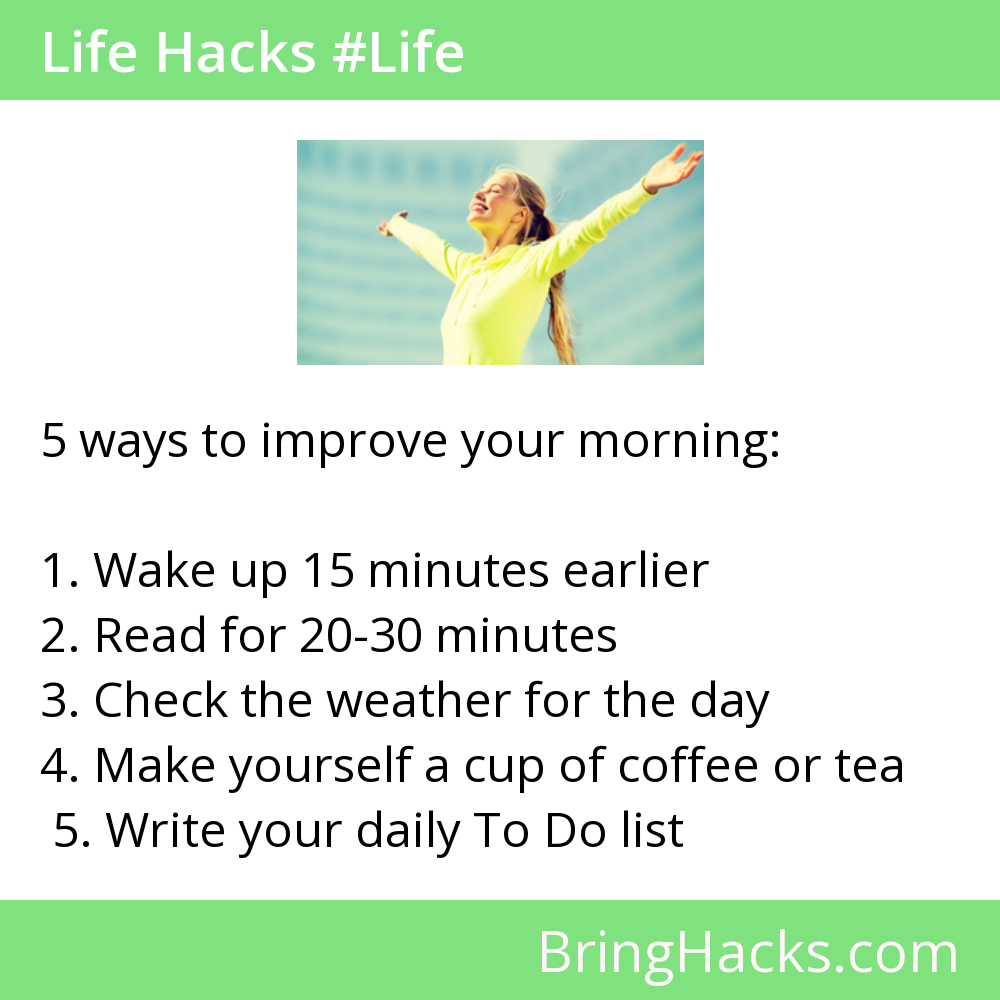 Life Hacks #Life
5 ways to improve your morning:
1. Wake up 15 minutes earlier
2. Read for 20-30 minutes
3. Check the weather for the day
4. Make yourself a cup of coffee or tea
5. Write your daily To Do list
BringHacks.com